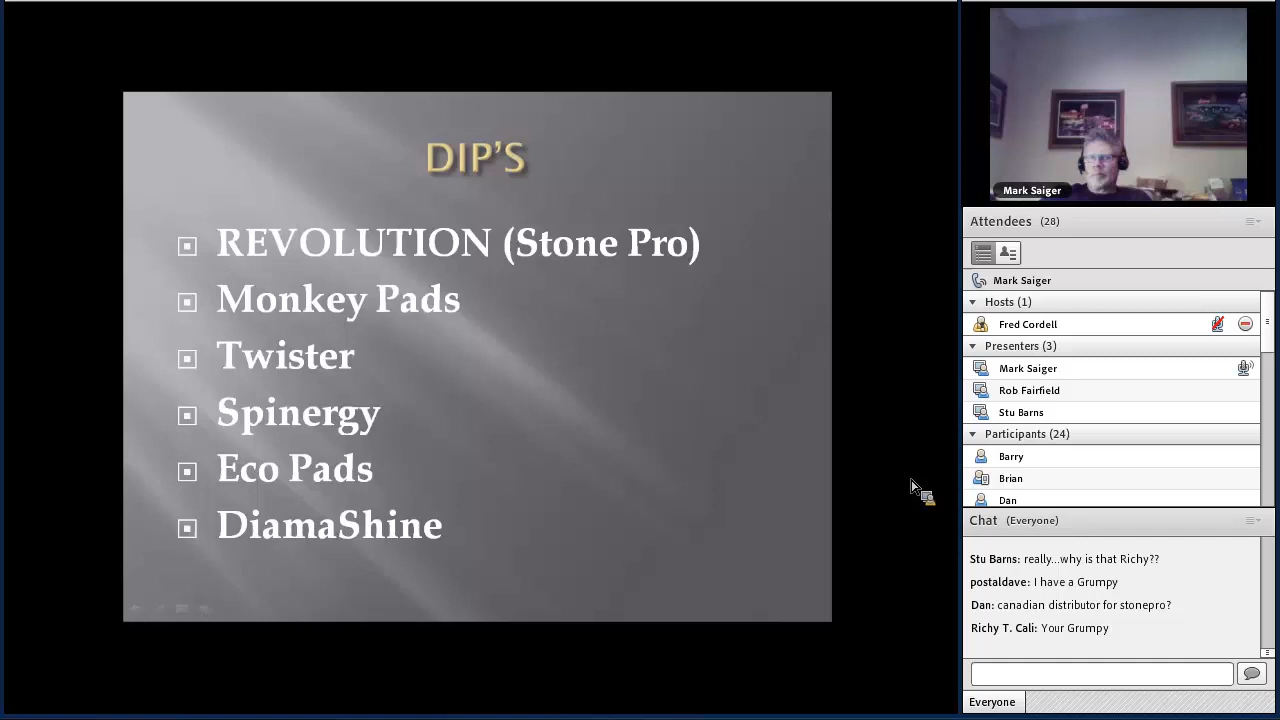 DIP'S
REVOLUTION (Stone Pro)
Monkey Pads
Twister
Spinergy
Eco Pads
DiamaShine
Mark Saiger
Attendees (28)
Mark Saiger
Hosts (1)
Fred Cordell
Presenters (3)
Mark Saiger
Rob Fairfield
Stu Barns
Participants (24)
Barry
Brian
Dan
Chat (Everyone)
Stu Barns: really...why is that Richy??
postaldave: I have a Grumpy
Dan: canadian distributor for stonepro?
Richy T. Cali: Your Grumpy
Everyone